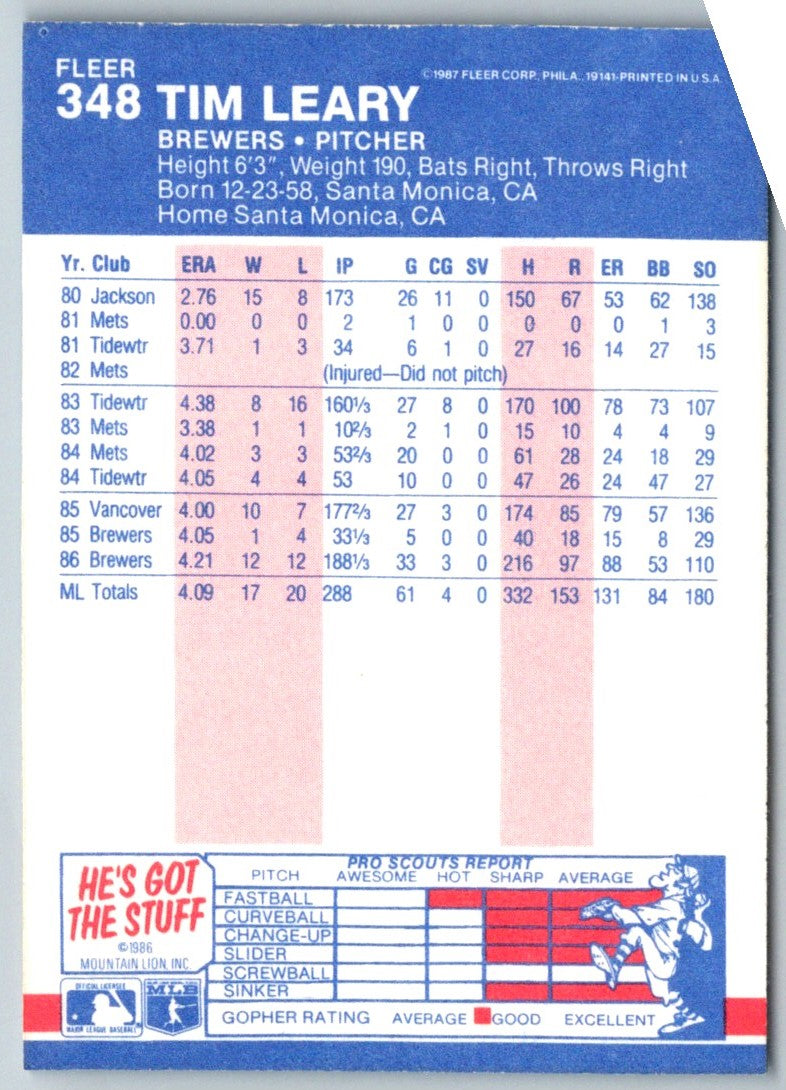 FLEER
©1987 FLEER CORP., PHILA., 19141-PRINTED IN U.S.A.
348 TIM LEARY
BREWERS • PITCHER
Height 6'3", Weight 190, Bats Right, Throws Right
Born 12-23-58, Santa Monica, CA
Home Santa Monica, CA
Yr. Club ERA W L IP G CG SV H R ER BB SO
80 Jackson 2.76 15 8 173 26 11 0 150 67 53 62 138
81 Mets 0.00 0 0 2 1 0 0 0 0 0 1 3
81 Tidewtr 3.71 1 3 34 6 1 0 27 16 14 27 15
82 Mets (Injured—Did not pitch)
83 Tidewtr 4.38 8 16 160⅓ 27 8 0 170 100 78 73 107
83 Mets 3.38 1 1 10⅔ 2 1 0 15 10 4 4 9
84 Mets 4.02 3 3 53⅔ 20 0 0 61 28 24 18 29
84 Tidewtr 4.05 4 4 53 10 0 0 47 26 24 47 27
85 Vancover 4.00 10 7 177⅔ 27 3 0 174 85 79 57 136
85 Brewers 4.05 1 4 33⅓ 5 0 0 40 18 15 8 29
86 Brewers 4.21 12 12 188⅓ 33 3 0 216 97 88 53 110
ML Totals 4.09 17 20 288 61 4 0 332 153 131 84 180
HE'S GOT
THE STUFF
©1986
MOUNTAIN LION, INC.
OFFICIAL LICENSEE
MAJOR LEAGUE BASEBALL
MLB
PRO SCOUTS REPORT
PITCH AWESOME HOT SHARP AVERAGE
FASTBALL
CURVEBALL
CHANGE-UP
SLIDER
SCREWBALL
SINKER
GOPHER RATING AVERAGE GOOD EXCELLENT